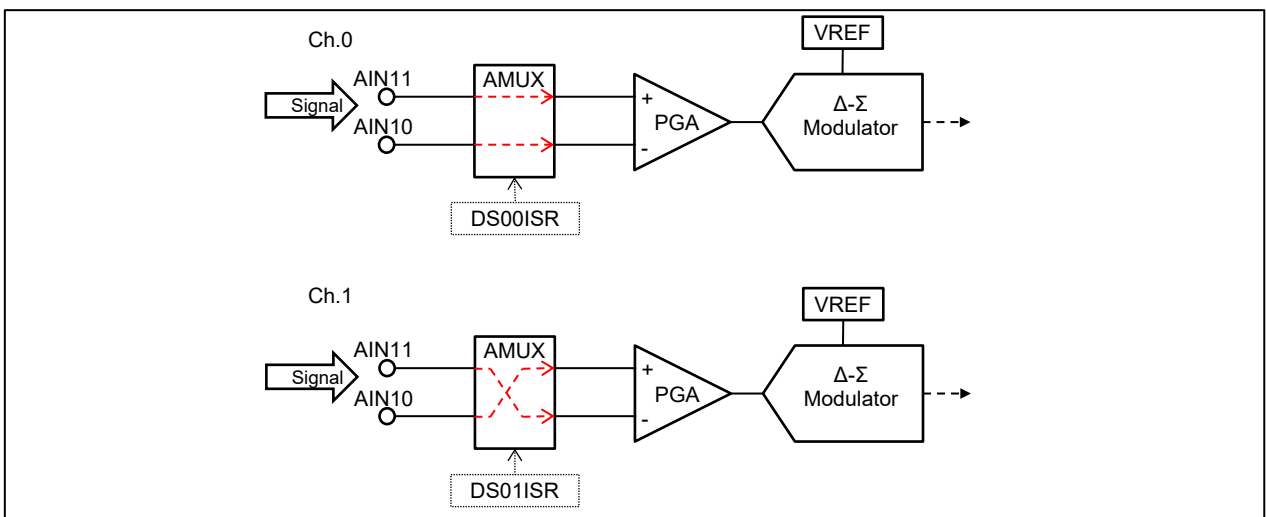 Ch.0
VREF
AIN11
AMUX
Signal
+
PGA
Δ-Σ
Modulator
AIN10
-
DS00ISR
Ch.1
VREF
AIN11
AMUX
Signal
+
PGA
Δ-Σ
Modulator
AIN10
-
DS01ISR